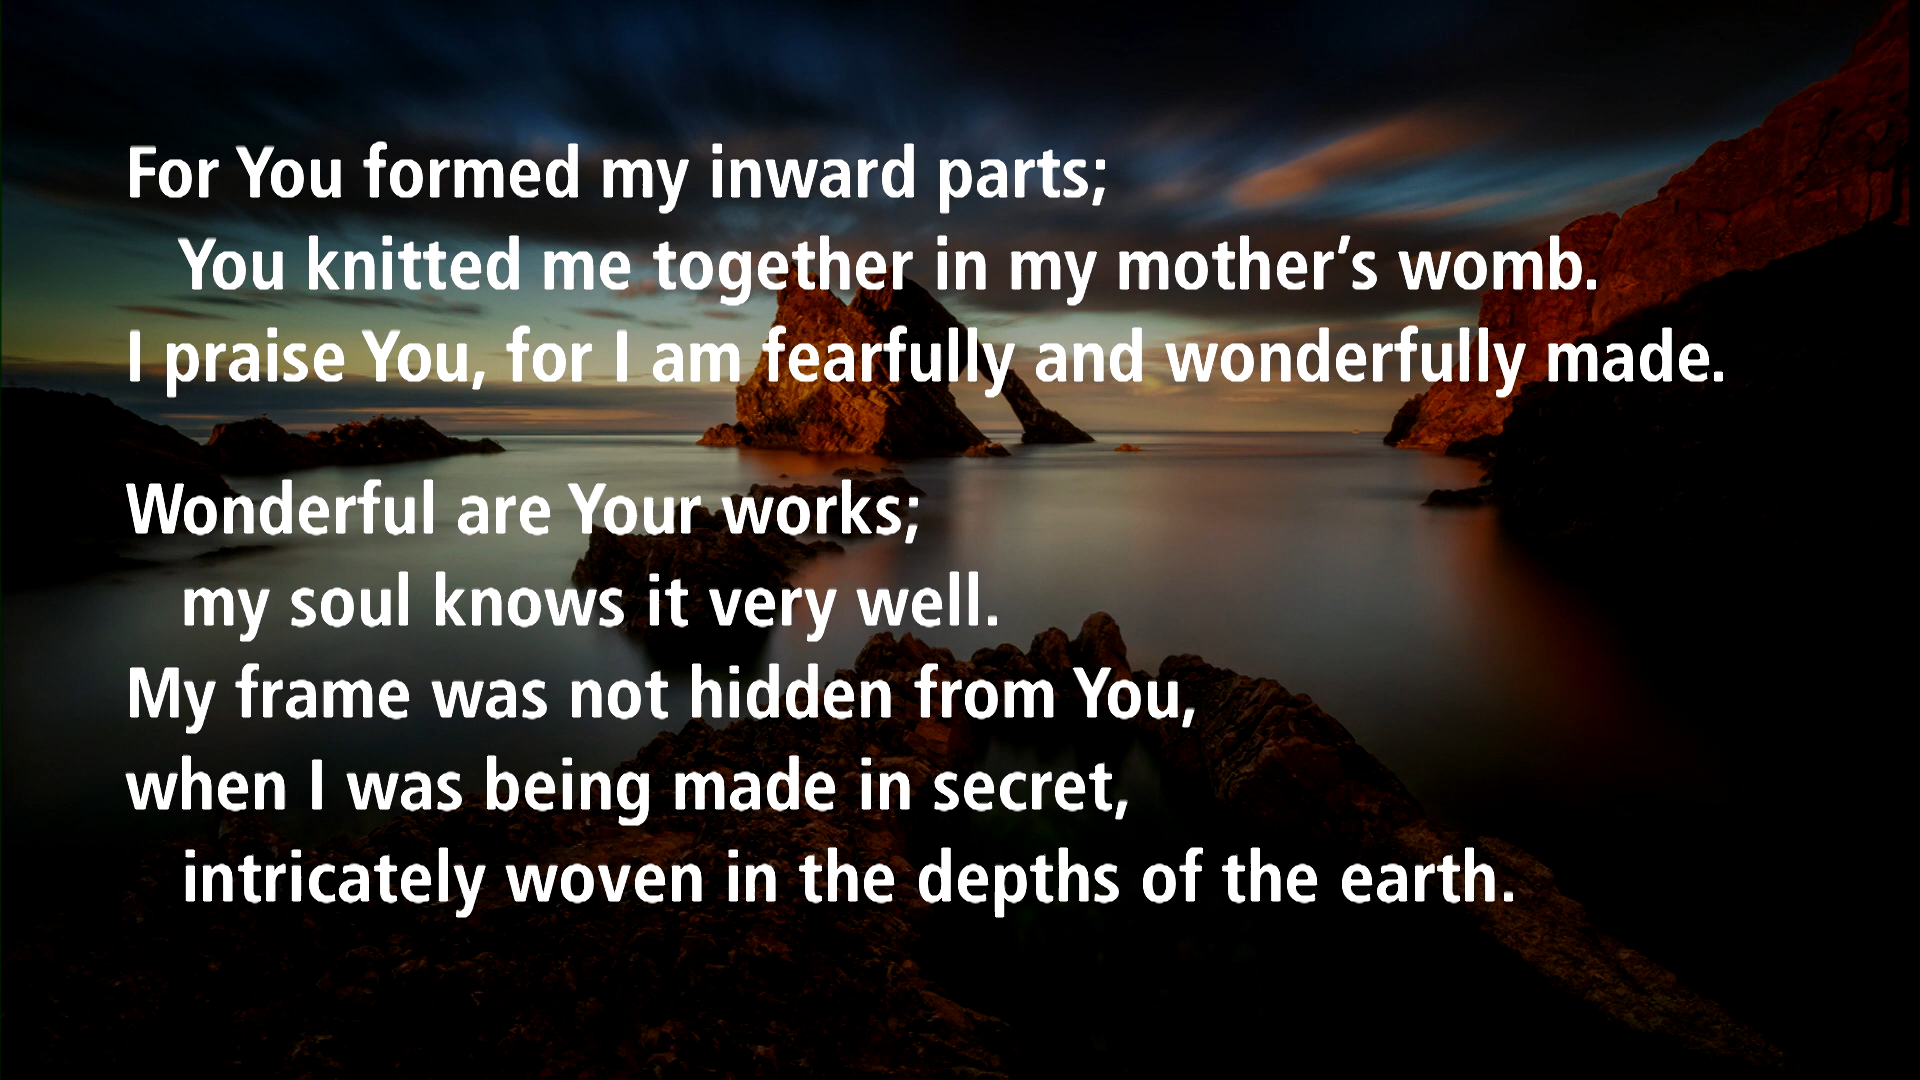 For You formed my inward parts;
You knitted me together in my mother’s womb.
I praise You, for I am fearfully and wonderfully made.
Wonderful are Your works;
my soul knows it very well.
My frame was not hidden from You,
when I was being made in secret,
intricately woven in the depths of the earth.